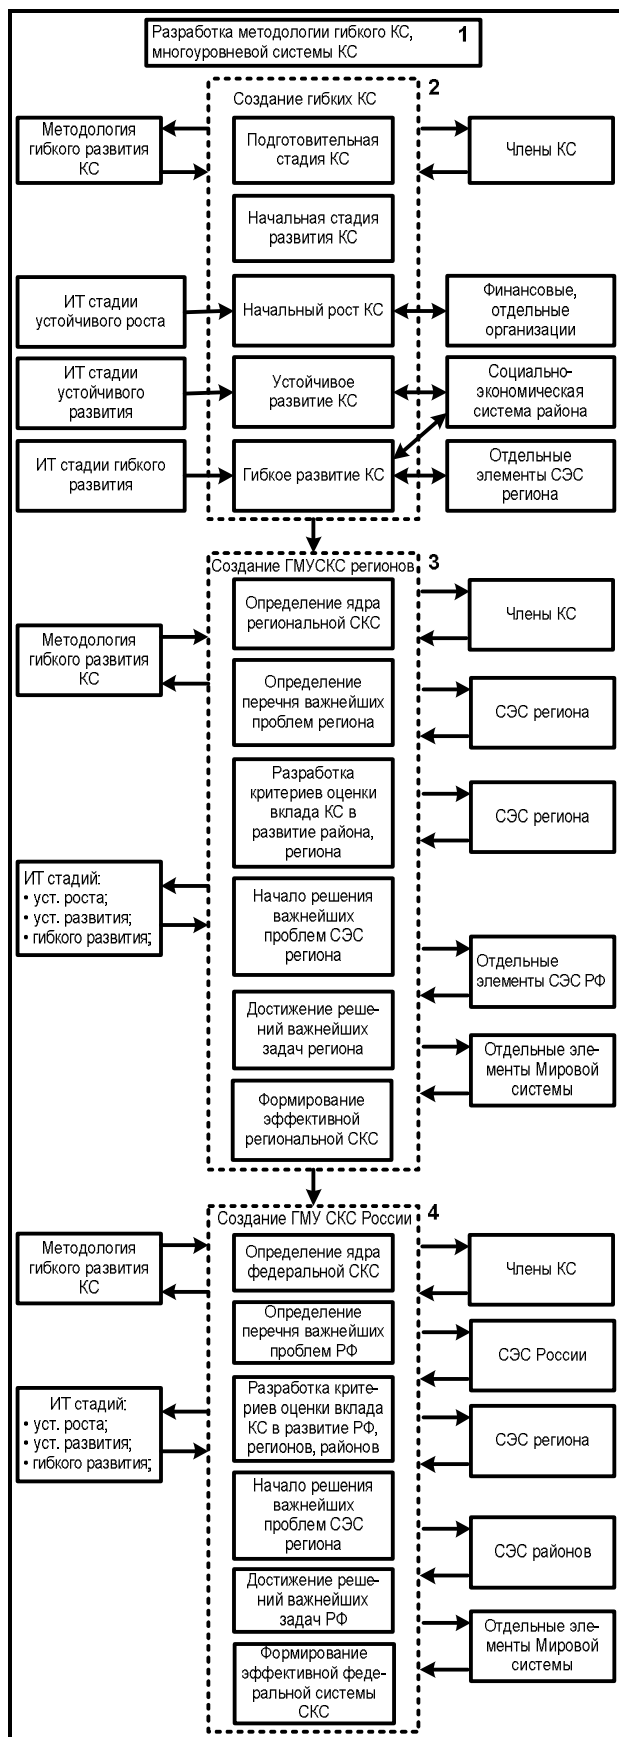 Разработка методологии гибкого КС,
многоуровневой системы КС
1
2
Создание гибких КС
Методология
гибкого развития
КС
Подготовительная
стадия КС
Члены КС
Начальная стадия
развития КС
ИТ стадии
устойчивого роста
Начальный рост КС
Финансовые,
отдельные
организации
ИТ стадии
устойчивого
развития
Устойчивое
развитие КС
Социально-
экономическая
система района
ИТ стадии гибкого
развития
Гибкое развитие КС
Отдельные
элементы СЭС
региона
Создание ГМУСКС регионов
3
Определение ядра
региональной СКС
Члены КС
Методология
гибкого развития
КС
Определение
перечня важнейших
проблем региона
СЭС региона
Разработка
критериев оценки
вклада КС в
развитие района,
региона
СЭС региона
ИТ стадий:
• уст. роста;
• уст. развития;
• гибкого развития;
Начало решения
важнейших
проблем СЭС
региона
Отдельные
элементы СЭС РФ
Достижение реше-
ний важнейших
задач региона
Отдельные эле-
менты Мировой
системы
Формирование
эффективной
региональной СКС
4
Создание ГМУ СКС России
Методология
гибкого развития
КС
Определение ядра
федеральной СКС
Члены КС
Определение
перечня важнейших
проблем РФ
СЭС России
ИТ стадий:
• уст. роста;
• уст. развития;
• гибкого развития;
Разработка крите-
риев оценки вклада
КС в развитие РФ,
регионов, районов
СЭС региона
Начало решения
важнейших
проблем СЭС
региона
СЭС районов
Достижение реше-
ний важнейших
задач РФ
Отдельные эле-
менты Мировой
системы
Формирование
эффективной феде-
ральной системы
СКС